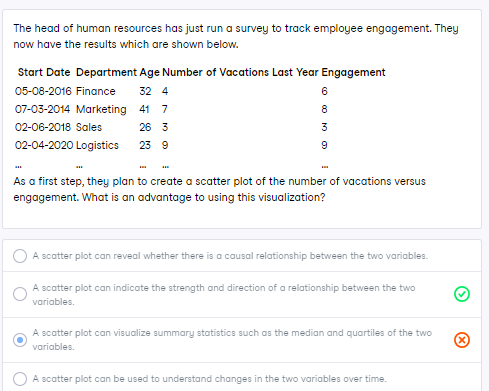 The head of human resources has just run a survey to track employee engagement. They
now have the results which are shown below.
Start Date Department Age Number of Vacations Last Year Engagement
05-08-2016 Finance 32 4 6
07-03-2014 Marketing 41 7 8
02-06-2018 Sales 26 3 3
02-04-2020 Logistics 23 9 9
... ... ... ... ...
As a first step, they plan to create a scatter plot of the number of vacations versus
engagement. What is an advantage to using this visualization?
A scatter plot can reveal whether there is a causal relationship between the two variables.
A scatter plot can indicate the strength and direction of a relationship between the two
variables.
A scatter plot can visualize summary statistics such as the median and quartiles of the two
variables.
A scatter plot can be used to understand changes in the two variables over time.